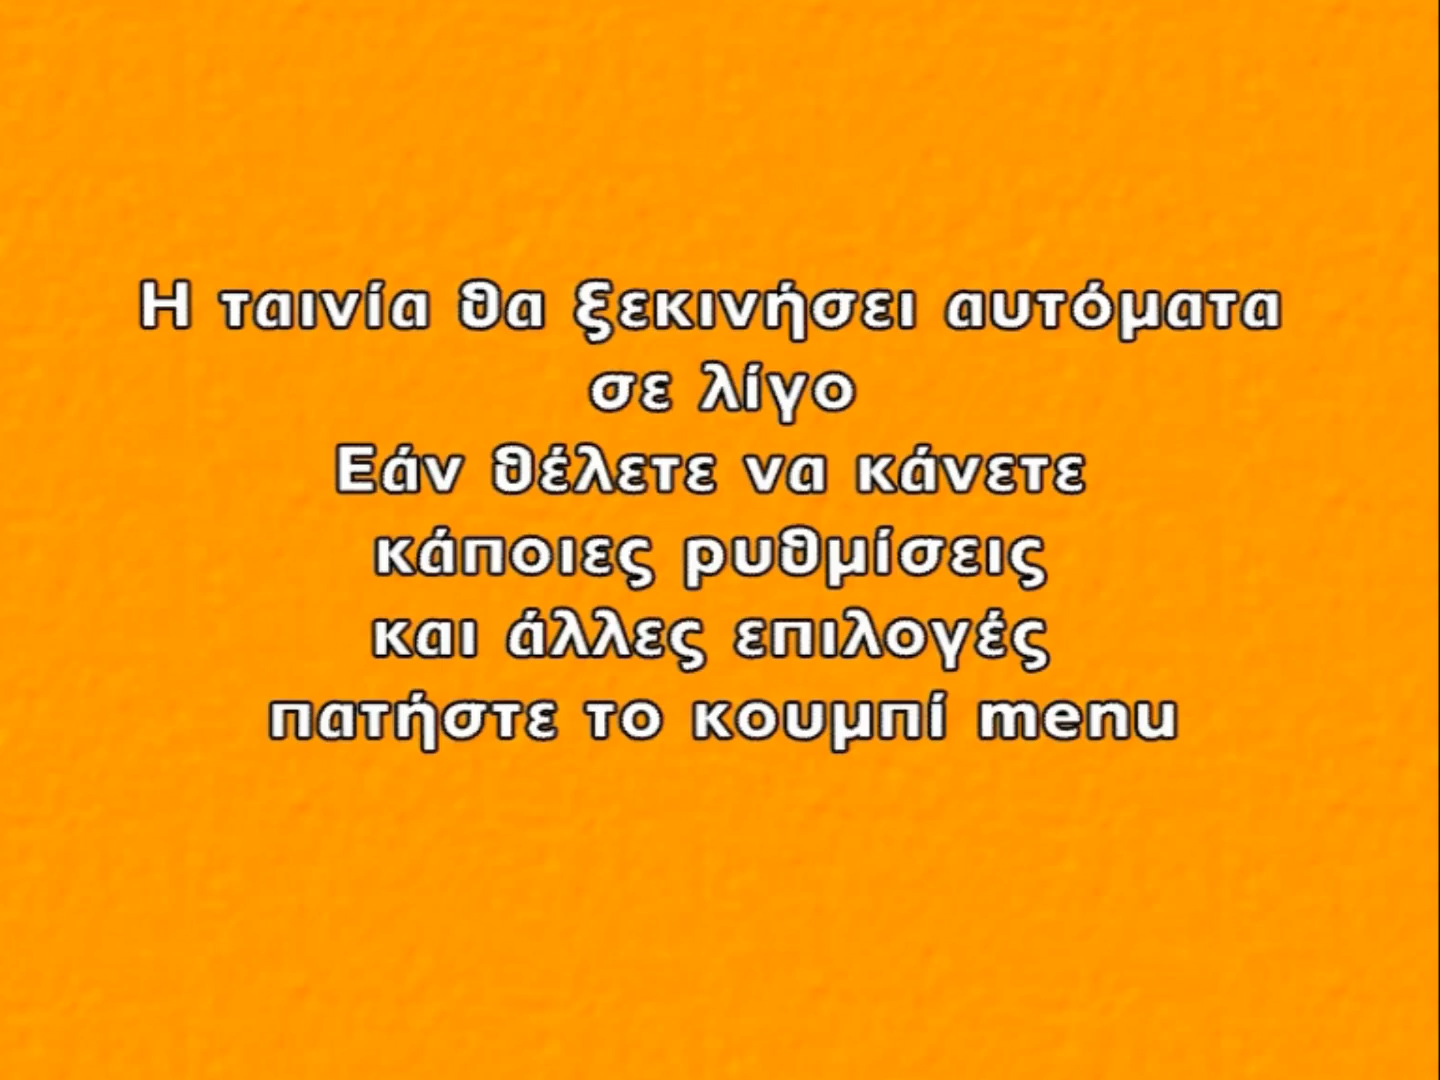 Η ταινία θα ξεκινήσει αυτόματα
σε λίγο
Εάν θέλετε να κάνετε
κάποιες ρυθμίσεις
και άλλες επιλογές
πατήστε το κουμπί menu